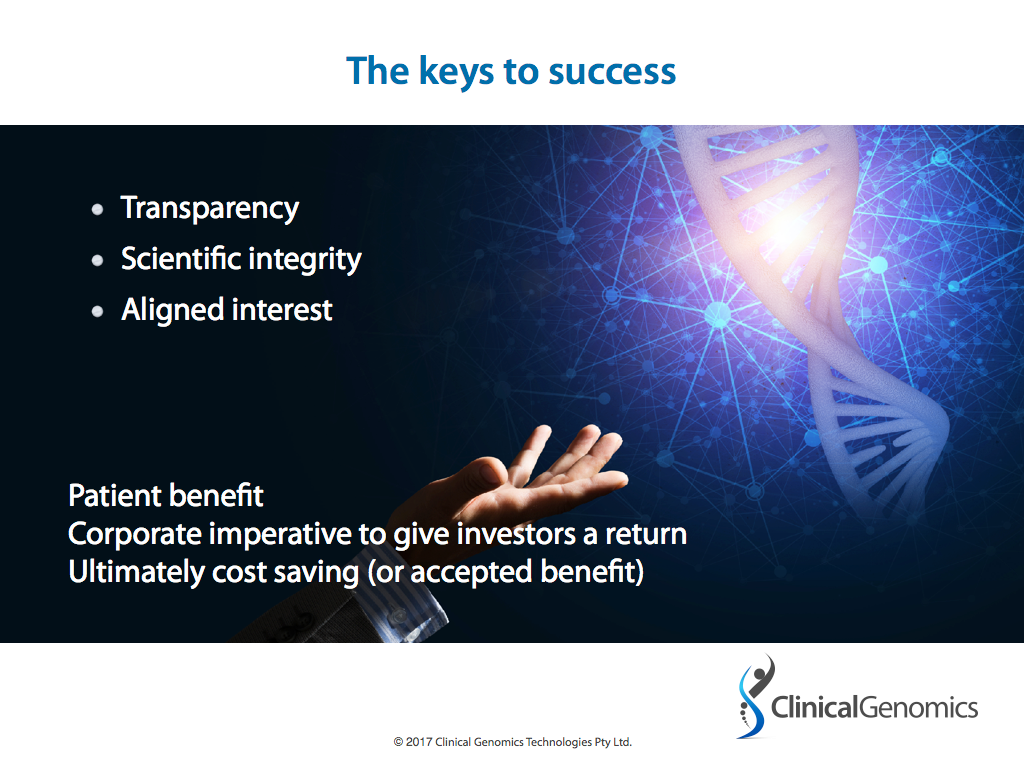 The keys to success
• Transparency
• Scientific integrity
• Aligned interest
Patient benefit
Corporate imperative to give investors a return
Ultimately cost saving (or accepted benefit)
ClinicalGenomics
© 2017 Clinical Genomics Technologies Pty Ltd.